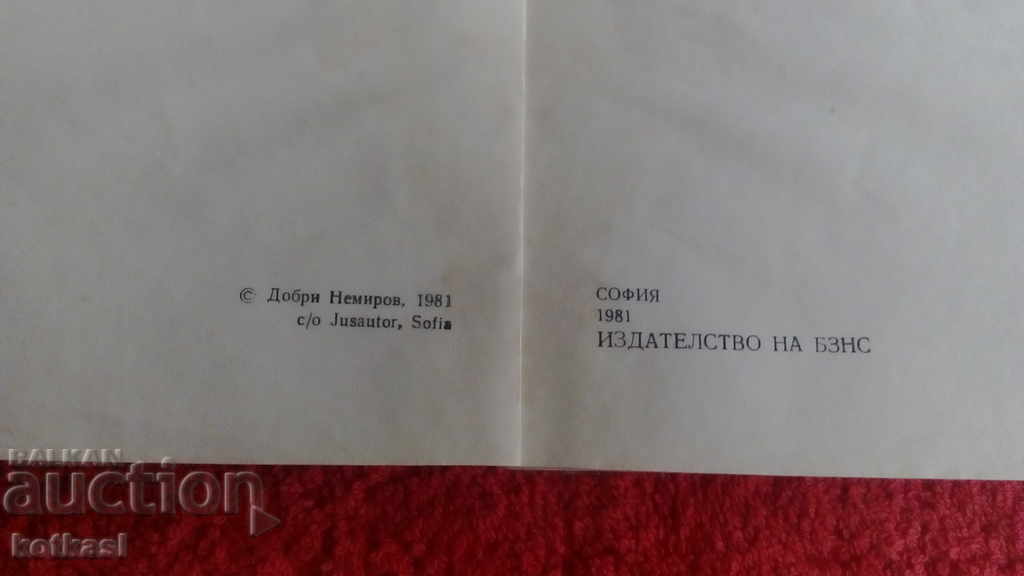 © Добри Немиров, 1981
c/o Jusautor, Sofia
СОФИЯ
1981
ИЗДАТЕЛСТВО НА БЗНС
BALKAN
auction
kotkasl